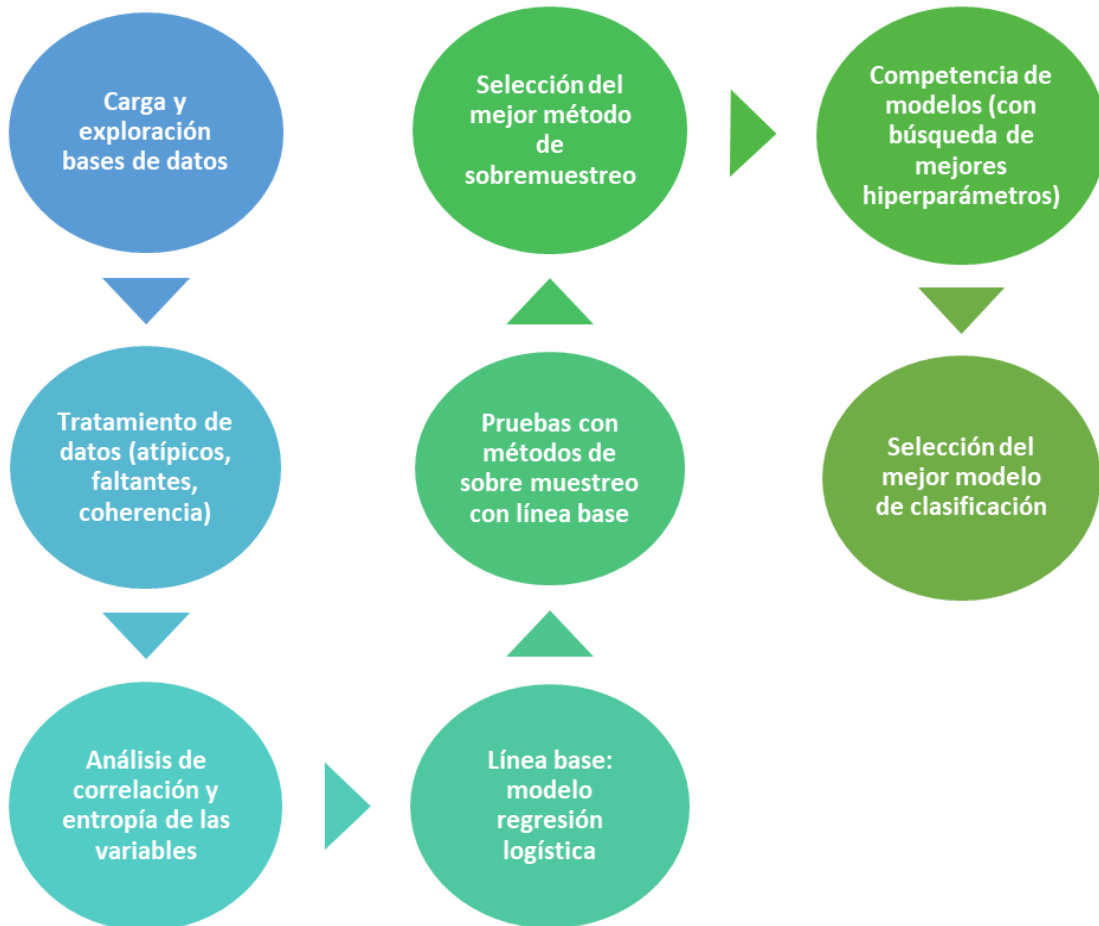 Carga y
exploración
bases de datos
Tratamiento de
datos (atípicos,
faltantes,
coherencia)
Análisis de
correlación y
entropía de las
variables
Línea base:
modelo
regresión
logística
Pruebas con
métodos de
sobre muestreo
con línea base
Selección del
mejor método
de
sobremuestreo
Competencia de
modelos (con
búsqueda de
mejores
hiperparámetros)
Selección del
mejor modelo
de clasificación